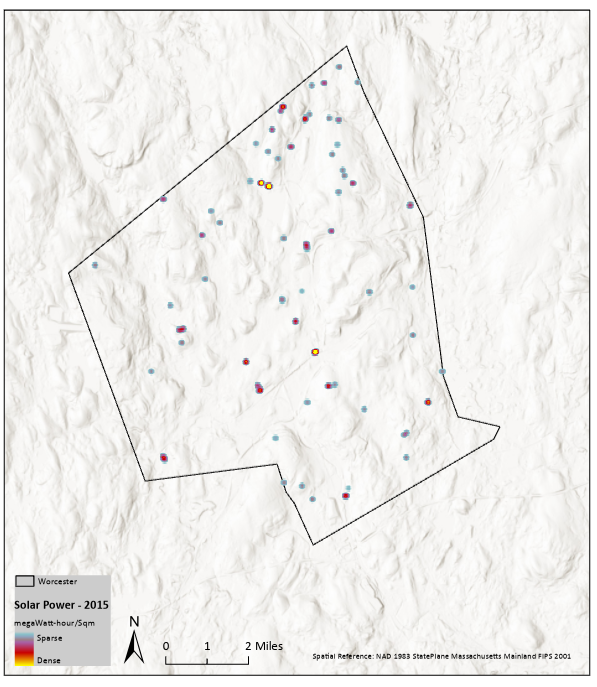 Worcester
Solar Power - 2015
megaWatt-hour/Sqm
Sparse
Dense
N
0 1 2 Miles
Spatial Reference: NAD 1983 StatePlane Massachusetts Mainland FIPS 2001